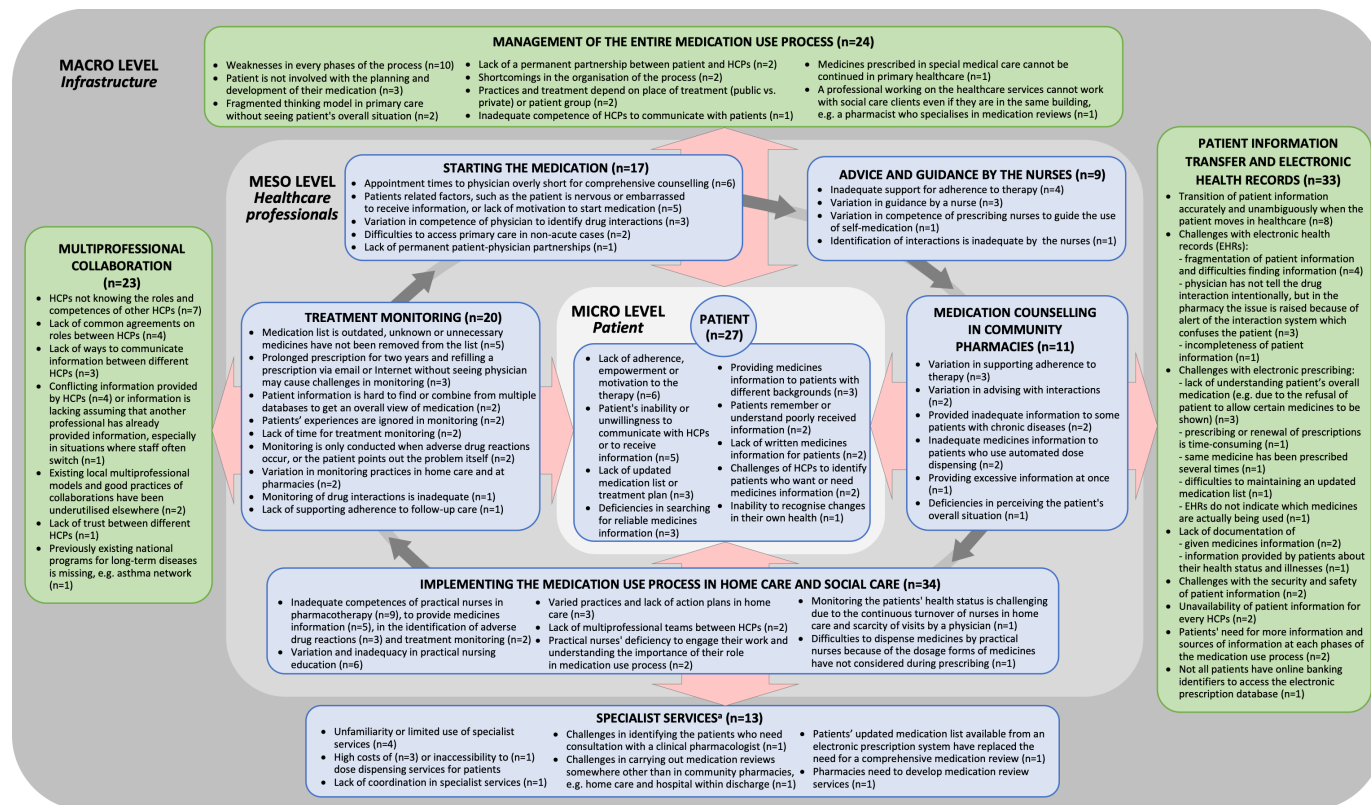 MACRO LEVEL
Infrastructure
MANAGEMENT OF THE ENTIRE MEDICATION USE PROCESS (n=24)
• Weaknesses in every phases of the process (n=10)
• Patient is not involved with the planning and
development of their medication (n=3)
• Fragmented thinking model in primary care
without seeing patient's overall situation (n=2)
• Lack of a permanent partnership between patient and HCPs (n=2)
• Shortcomings in the organisation of the process (n=2)
• Practices and treatment depend on place of treatment (public vs.
private) or patient group (n=2)
• Inadequate competence of HCPs to communicate with patients (n=1)
• Medicines prescribed in special medical care cannot be
continued in primary healthcare (n=1)
• A professional working on the healthcare services cannot work
with social care clients even if they are in the same building,
e.g. a pharmacist who specialises in medication reviews (n=1)
MESO LEVEL
Healthcare
professionals
STARTING THE MEDICATION (n=17)
• Appointment times to physician overly short for comprehensive counselling (n=6)
• Patients related factors, such as the patient is nervous or embarrassed
to receive information, or lack of motivation to start medication (n=5)
• Variation in competence of physician to identify drug interactions (n=3)
• Difficulties to access primary care in non-acute cases (n=2)
• Lack of permanent patient-physician partnerships (n=1)
ADVICE AND GUIDANCE BY THE NURSES (n=9)
• Inadequate support for adherence to therapy (n=4)
• Variation in guidance by a nurse (n=3)
• Variation in competence of prescribing nurses to guide the use
of self-medication (n=1)
• Identification of interactions is inadequate by the nurses (n=1)
PATIENT INFORMATION
TRANSFER AND ELECTRONIC
HEALTH RECORDS (n=33)
• Transition of patient information
accurately and unambiguously when the
patient moves in healthcare (n=8)
• Challenges with electronic health
records (EHRs):
- fragmentation of patient information
and difficulties finding information (n=4)
- physician has not tell the drug
interaction intentionally, but in the
pharmacy the issue is raised because of
alert of the interaction system which
confuses the patient (n=3)
- incompleteness of patient
information (n=1)
• Challenges with electronic prescribing:
- lack of understanding patient's overall
medication (e.g. due to the refusal of
patient to allow certain medicines to be
shown) (n=3)
- prescribing or renewal of prescriptions
is time-consuming (n=1)
- same medicine has been prescribed
several times (n=1)
- difficulties to maintaining an updated
medication list (n=1)
- EHRs do not indicate which medicines
are actually being used (n=1)
• Lack of documentation of
- given medicines information (n=2)
- information provided by patients about
their health status and illnesses (n=1)
• Challenges with the security and safety
of patient information (n=2)
• Unavailability of patient information for
every HCPs (n=2)
• Patients' need for more information and
sources of information at each phases of
the medication use process (n=2)
• Not all patients have online banking
identifiers to access the electronic
prescription database (n=1)
MULTIPROFESSIONAL
COLLABORATION
(n=23)
• HCPs not knowing the roles and
competences of other HCPs (n=7)
• Lack of common agreements on
roles between HCPs (n=4)
• Lack of ways to communicate
information between different
HCPs (n=3)
• Conflicting information provided
by HCPs (n=4) or information is
lacking assuming that another
professional has already
provided information, especially
in situations where staff often
switch (n=1)
• Existing local multiprofessional
models and good practices of
collaborations have been
underutilised elsewhere (n=2)
• Lack of trust between different
HCPs (n=1)
• Previously existing national
programs for long-term diseases
is missing, e.g. asthma network
(n=1)
TREATMENT MONITORING (n=20)
• Medication list is outdated, unknown or unnecessary
medicines have not been removed from the list (n=5)
• Prolonged prescription for two years and refilling a
prescription via email or Internet without seeing physician
may cause challenges in monitoring (n=3)
• Patient information is hard to find or combine from multiple
databases to get an overall view of medication (n=2)
• Patients' experiences are ignored in monitoring (n=2)
• Lack of time for treatment monitoring (n=2)
• Monitoring is only conducted when adverse drug reactions
occur, or the patient points out the problem itself (n=2)
• Variation in monitoring practices in home care and at
pharmacies (n=2)
• Monitoring of drug interactions is inadequate (n=1)
• Lack of supporting adherence to follow-up care (n=1)
MICRO LEVEL
Patient
PATIENT
(n=27)
• Lack of adherence,
empowerment or
motivation to the
therapy (n=6)
• Patient's inability or
unwillingness to
communicate with HCPs
or to receive
information (n=5)
• Lack of updated
medication list or
treatment plan (n=3)
• Deficiencies in searching
for reliable medicines
information (n=3)
• Providing medicines
information to patients with
different backgrounds (n=3)
• Patients remember or
understand poorly received
information (n=2)
• Lack of written medicines
information for patients (n=2)
• Challenges of HCPs to identify
patients who want or need
medicines information (n=2)
• Inability to recognise changes
in their own health (n=1)
MEDICATION COUNSELLING
IN COMMUNITY
PHARMACIES (n=11)
• Variation in supporting adherence to
therapy (n=3)
• Variation in advising with interactions
(n=2)
• Provided inadequate information to some
patients with chronic diseases (n=2)
• Inadequate medicines information to
patients who use automated dose
dispensing (n=2)
• Providing excessive information at once
(n=1)
• Deficiencies in perceiving the patient's
overall situation (n=1)
IMPLEMENTING THE MEDICATION USE PROCESS IN HOME CARE AND SOCIAL CARE (n=34)
• Inadequate competences of practical nurses in
pharmacotherapy (n=9), to provide medicines
information (n=5), in the identification of adverse
drug reactions (n=3) and treatment monitoring (n=2)
• Variation and inadequacy in practical nursing
education (n=6)
• Varied practices and lack of action plans in home
care (n=3)
• Lack of multiprofessional teams between HCPs (n=2)
• Practical nurses' deficiency to engage their work and
understanding the importance of their role
in medication use process (n=2)
• Monitoring the patients' health status is challenging
due to the continuous turnover of nurses in home
care and scarcity of visits by a physician (n=1)
• Difficulties to dispense medicines by practical
nurses because of the dosage forms of medicines
have not considered during prescribing (n=1)
SPECIALIST SERVICESª (n=13)
• Unfamiliarity or limited use of specialist
services (n=4)
• High costs of (n=3) or inaccessibility to (n=1)
dose dispensing services for patients
• Lack of coordination in specialist services (n=1)
• Challenges in identifying the patients who need
consultation with a clinical pharmacologist (n=1)
• Challenges in carrying out medication reviews
somewhere other than in community pharmacies,
e.g. home care and hospital within discharge (n=1)
• Patients' updated medication list available from an
electronic prescription system have replaced the
need for a comprehensive medication review (n=1)
• Pharmacies need to develop medication review
services (n=1)